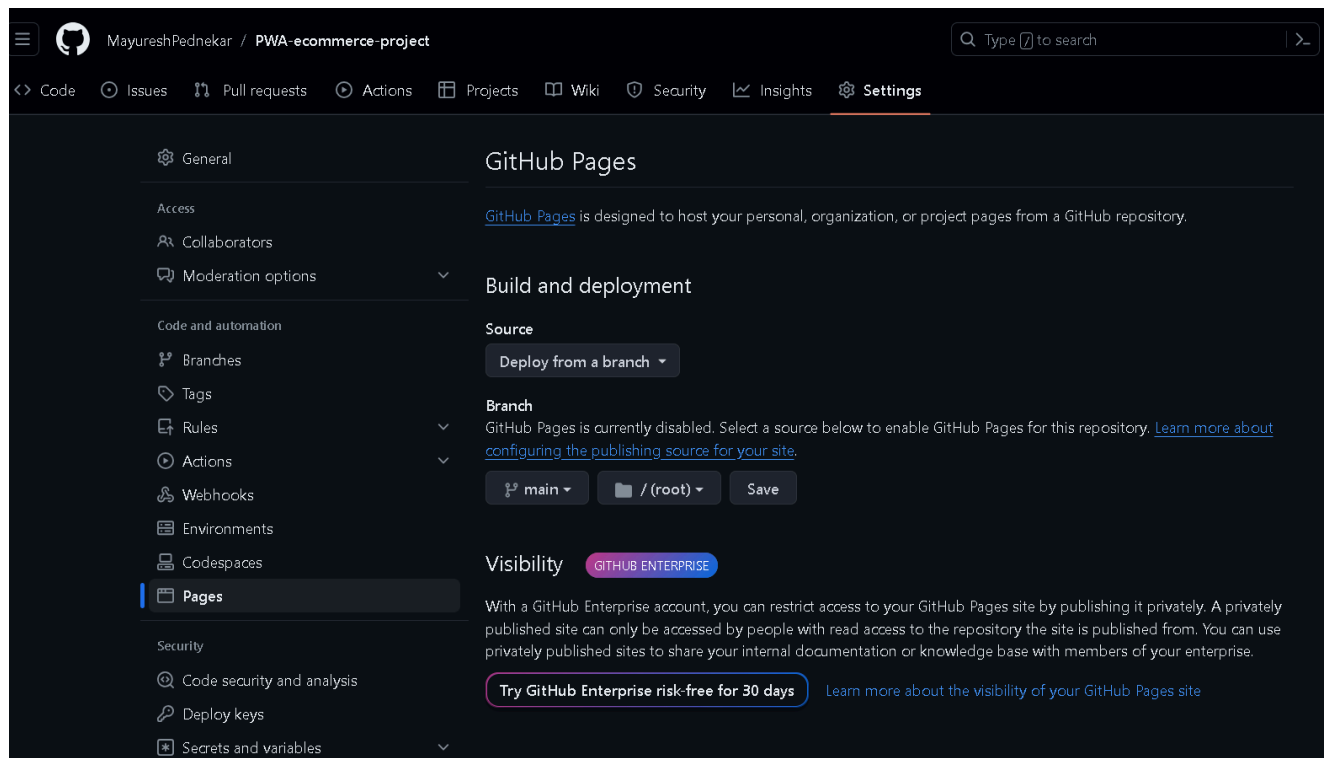 MayureshPednekar / PWA-ecommerce-project
Type / to search
<> Code Issues Pull requests Actions Projects Wiki Security Insights Settings
General
Access
Collaborators
Moderation options
Code and automation
Branches
Tags
Rules
Actions
Webhooks
Environments
Codespaces
Pages
Security
Code security and analysis
Deploy keys
Secrets and variables
GitHub Pages
GitHub Pages is designed to host your personal, organization, or project pages from a GitHub repository.
Build and deployment
Source
Deploy from a branch
Branch
GitHub Pages is currently disabled. Select a source below to enable GitHub Pages for this repository. Learn more about
configuring the publishing source for your site.
main / (root) Save
Visibility GITHUB ENTERPRISE
With a GitHub Enterprise account, you can restrict access to your GitHub Pages site by publishing it privately. A privately
published site can only be accessed by people with read access to the repository the site is published from. You can use
privately published sites to share your internal documentation or knowledge base with members of your enterprise.
Try GitHub Enterprise risk-free for 30 days Learn more about the visibility of your GitHub Pages site